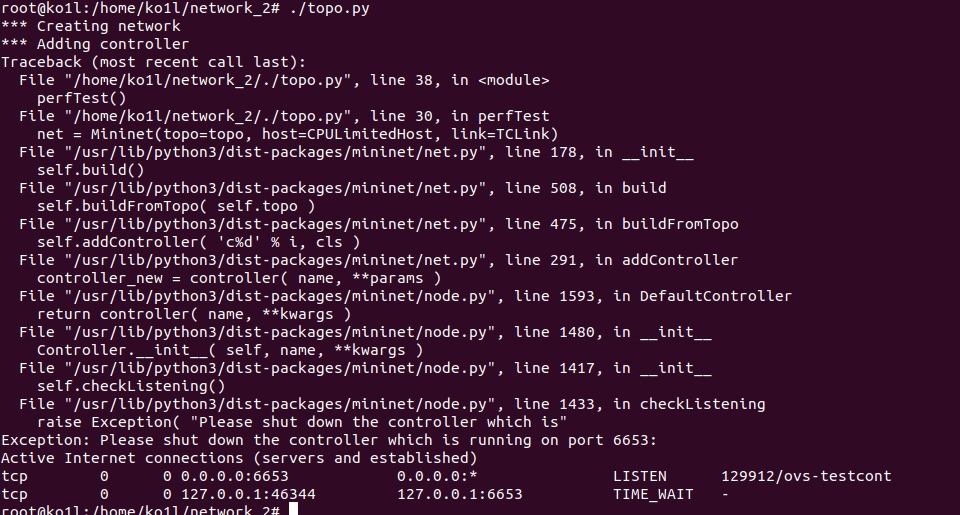 root@ko1l:/home/ko1l/network_2# ./topo.py
*** Creating network
*** Adding controller
Traceback (most recent call last):
  File "/home/ko1l/network_2/./topo.py", line 38, in <module>
    perfTest()
  File "/home/ko1l/network_2/./topo.py", line 30, in perfTest
    net = Mininet(topo=topo, host=CPULimitedHost, link=TCLink)
  File "/usr/lib/python3/dist-packages/mininet/net.py", line 178, in __init__
    self.build()
  File "/usr/lib/python3/dist-packages/mininet/net.py", line 508, in build
    self.buildFromTopo( self.topo )
  File "/usr/lib/python3/dist-packages/mininet/net.py", line 475, in buildFromTopo
    self.addController( 'c%d' % i, cls )
  File "/usr/lib/python3/dist-packages/mininet/net.py", line 291, in addController
    controller_new = controller( name, **params )
  File "/usr/lib/python3/dist-packages/mininet/node.py", line 1593, in DefaultController
    return controller( name, **kwargs )
  File "/usr/lib/python3/dist-packages/mininet/node.py", line 1480, in __init__
    Controller.__init__( self, name, **kwargs )
  File "/usr/lib/python3/dist-packages/mininet/node.py", line 1417, in __init__
    self.checkListening()
  File "/usr/lib/python3/dist-packages/mininet/node.py", line 1433, in checkListening
    raise Exception( "Please shut down the controller which is"
Exception: Please shut down the controller which is running on port 6653:
Active Internet connections (servers and established)
tcp        0      0 0.0.0.0:6653            0.0.0.0:*               LISTEN      129912/ovs-testcont
tcp        0      0 127.0.0.1:46344         127.0.0.1:6653          TIME_WAIT   -
root@ko1l:/home/ko1l/network_2#